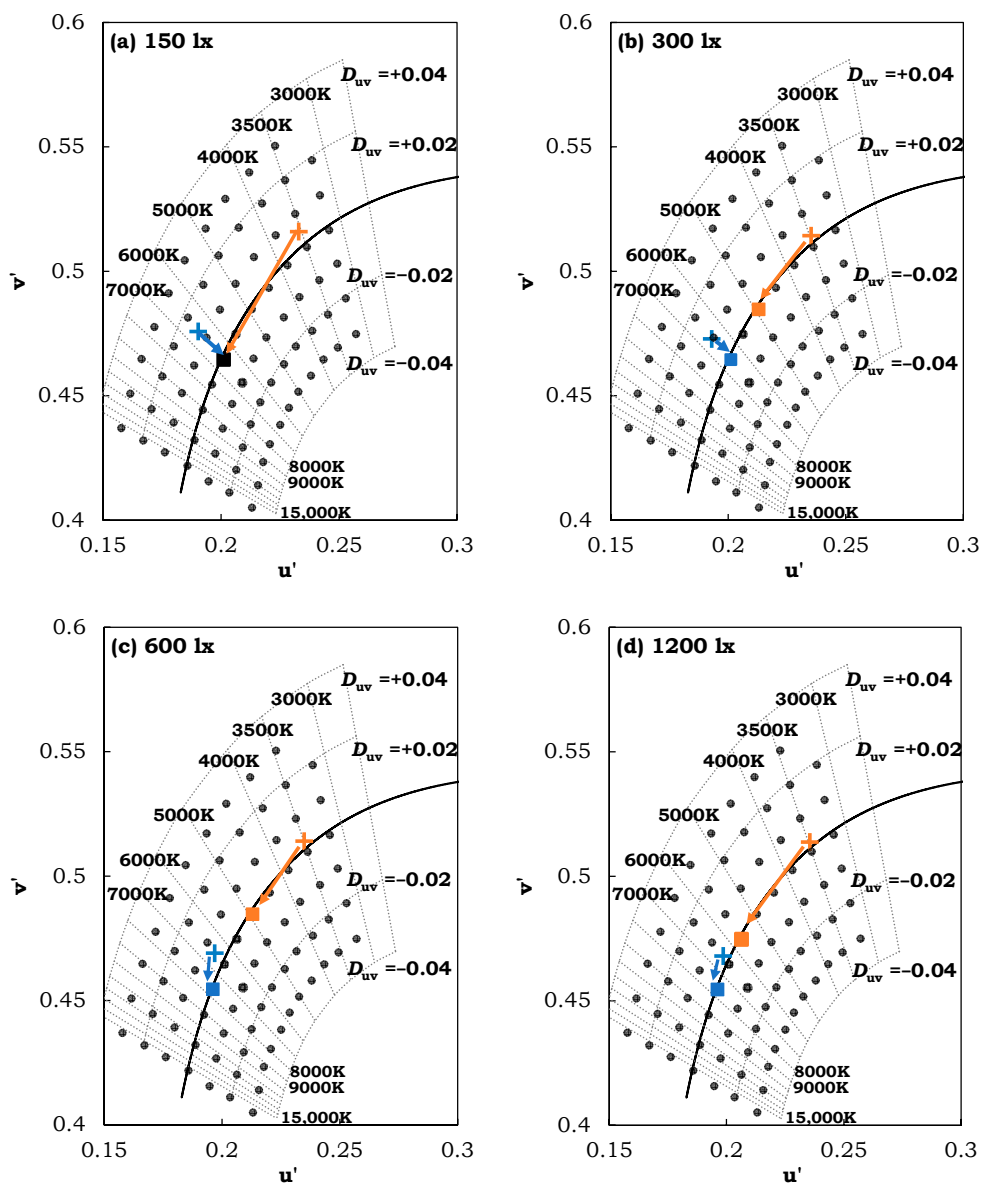 (a) 150 lx
0.6
0.55
0.5
0.45
0.4
v'
0.15
0.2
0.25
0.3
u'
D_uv =+0.04
3000K
3500K
D_uv =+0.02
4000K
5000K
6000K
D_uv =−0.02
7000K
D_uv =−0.04
8000K
9000K
15,000K
(b) 300 lx
0.6
0.55
0.5
0.45
0.4
v'
0.15
0.2
0.25
0.3
u'
D_uv =+0.04
3000K
3500K
D_uv =+0.02
4000K
5000K
6000K
D_uv =−0.02
7000K
D_uv =−0.04
8000K
9000K
15,000K
(c) 600 lx
0.6
0.55
0.5
0.45
0.4
v'
0.15
0.2
0.25
0.3
u'
D_uv =+0.04
3000K
3500K
D_uv =+0.02
4000K
5000K
6000K
D_uv =−0.02
7000K
D_uv =−0.04
8000K
9000K
15,000K
(d) 1200 lx
0.6
0.55
0.5
0.45
0.4
v'
0.15
0.2
0.25
0.3
u'
D_uv =+0.04
3000K
3500K
D_uv =+0.02
4000K
5000K
6000K
D_uv =−0.02
7000K
D_uv =−0.04
8000K
9000K
15,000K